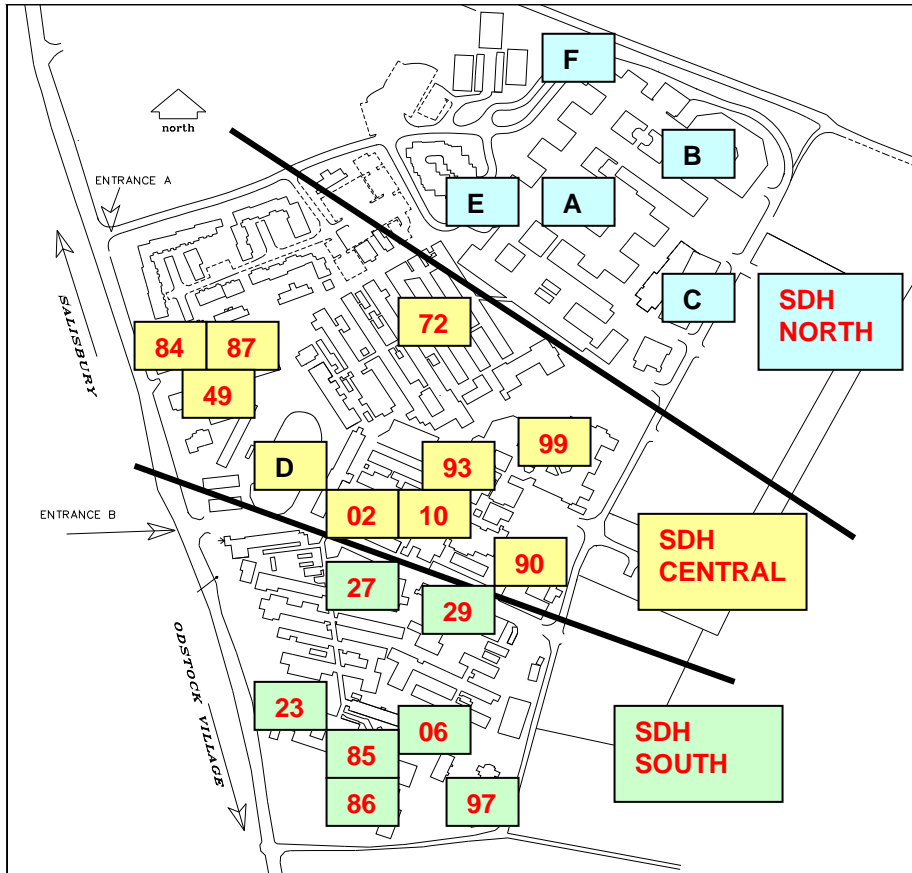 F
north
B
ENTRANCE A
E
A
C
SDH
NORTH
SALISBURY
72
84
87
49
D
93
99
ENTRANCE B
02
10
SDH
CENTRAL
90
27
29
ODSTOCK VILLAGE
23
06
SDH
SOUTH
85
86
97